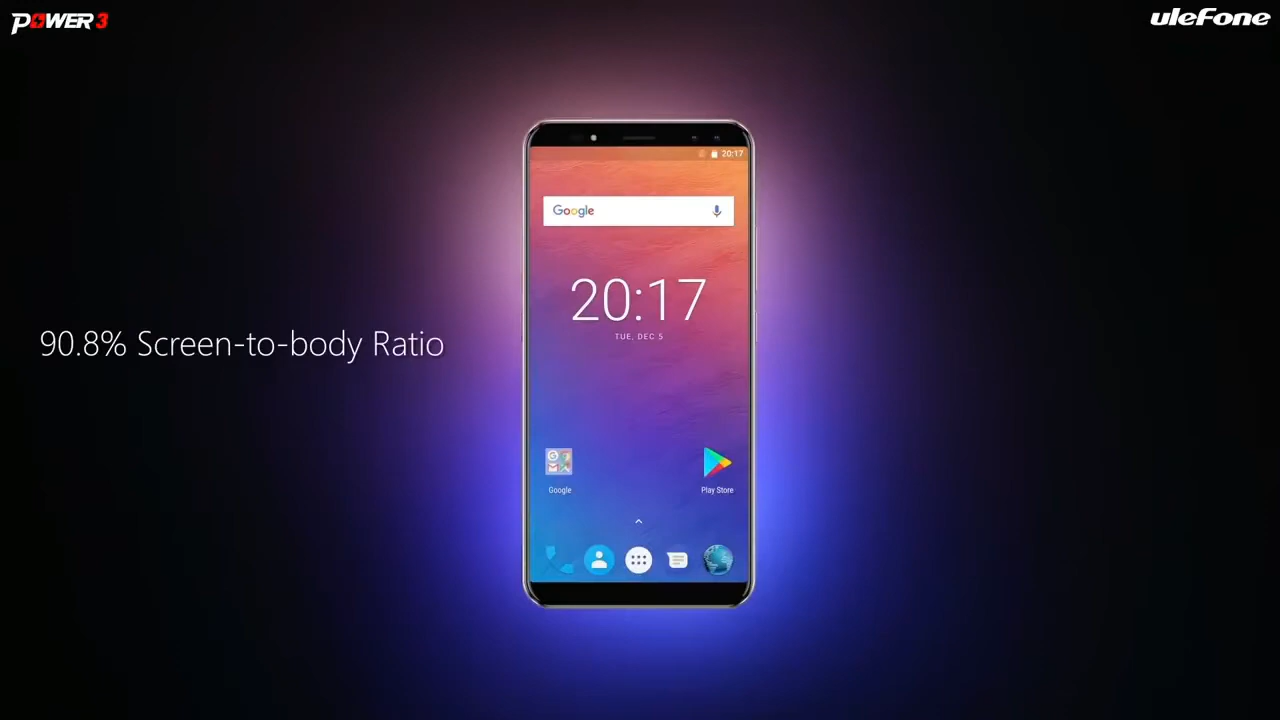 POWER 3
uleFone
20:17
Google
20:17
TUE, DEC 5
90.8% Screen-to-body Ratio
Google
Play Store